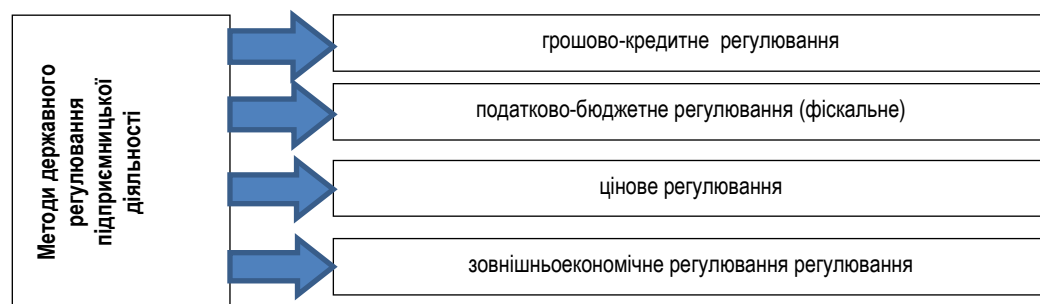 Методи державного
регулювання
підприємницької
діяльності
грошово-кредитне регулювання
податково-бюджетне регулювання (фіскальне)
цінове регулювання
зовнішньоекономічне регулювання регулювання